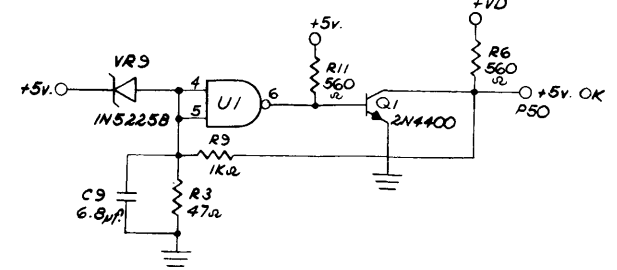 +VD
+5v.
VR9
R6
560
Ω
R11
560
Ω
+5v.
4
5
U1
6
Q1
+5v. OK
P50
1N5225B
2N4400
R9
1KΩ
C9
6.8µf.
R3
47Ω